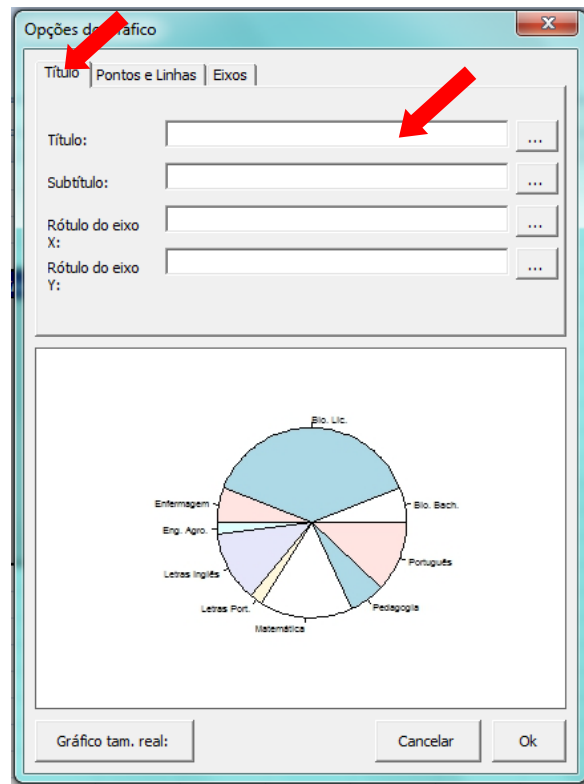 Opções do Gráfico
Título
Pontos e Linhas
Eixos
Título:
...
Subtítulo:
...
Rótulo do eixo
X:
...
Rótulo do eixo
Y:
...
Bio. Lic.
Enfermagem
Bio. Bach.
Eng. Agro.
Português
Letras Inglês
Letras Port.
Pedagogia
Matemática
Gráfico tam. real:
Cancelar
Ok